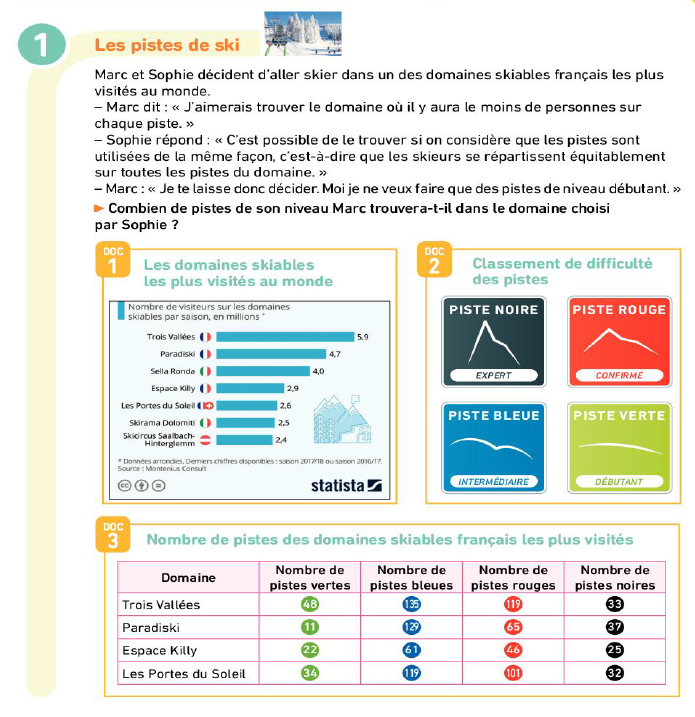 1
Les pistes de ski
Marc et Sophie décident d'aller skier dans un des domaines skiables français les plus
visités au monde.
– Marc dit : « J'aimerais trouver le domaine où il y aura le moins de personnes sur
chaque piste. »
– Sophie répond : « C'est possible de le trouver si on considère que les pistes sont
utilisées de la même façon, c'est-à-dire que les skieurs se répartissent équitablement
sur toutes les pistes du domaine. »
– Marc : « Je te laisse donc décider. Moi je ne veux faire que des pistes de niveau débutant. »
► Combien de pistes de son niveau Marc trouvera-t-il dans le domaine choisi
par Sophie ?
DOC
1
Les domaines skiables
les plus visités au monde
Nombre de visiteurs sur les domaines
skiables par saison, en millions *
Trois Vallées 5,9
Paradiski 4,7
Sella Ronda 4,0
Espace Killy 2,9
Les Portes du Soleil 2,6
Skirama Dolomiti 2,5
Skicircus Saalbach-
Hinterglemm 2,4
* Données arrondies. Derniers chiffres disponibles : saison 2017/18 ou saison 2016/17.
Source : Montenius Consult
cc
statista
DOC
2
Classement de difficulté
des pistes
PISTE NOIRE
EXPERT
PISTE ROUGE
CONFIRMÉ
PISTE BLEUE
INTERMÉDIAIRE
PISTE VERTE
DÉBUTANT
DOC
3
Nombre de pistes des domaines skiables français les plus visités
Domaine
Nombre de
pistes vertes
Nombre de
pistes bleues
Nombre de
pistes rouges
Nombre de
pistes noires
Trois Vallées 48 135 119 33
Paradiski 11 129 65 37
Espace Killy 22 61 46 25
Les Portes du Soleil 34 119 101 32